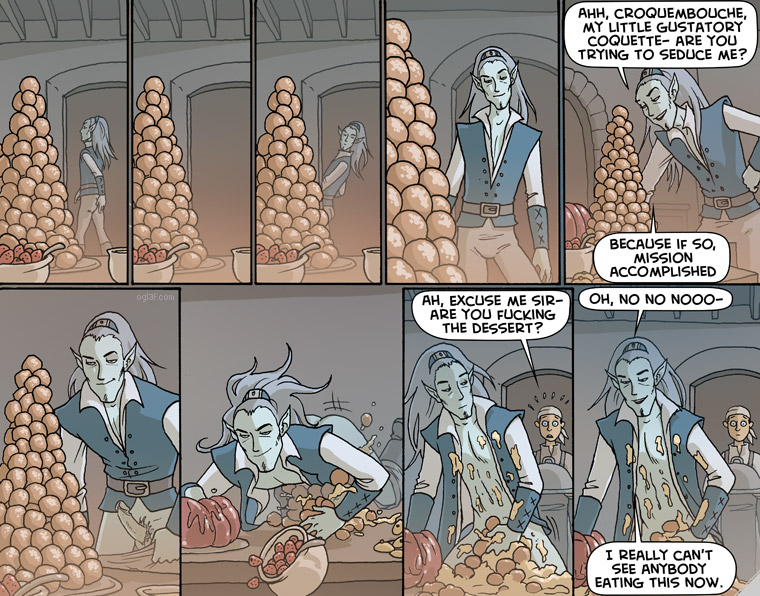 AHH, CROQUEMBOUCHE,
MY LITTLE GUSTATORY
COQUETTE- ARE YOU
TRYING TO SEDUCE ME?
BECAUSE IF SO,
MISSION
ACCOMPLISHED
oglaf.com
AH, EXCUSE ME SIR-
ARE YOU FUCKING
THE DESSERT?
OH, NO NO NOOO-
I REALLY CAN'T
SEE ANYBODY
EATING THIS NOW.